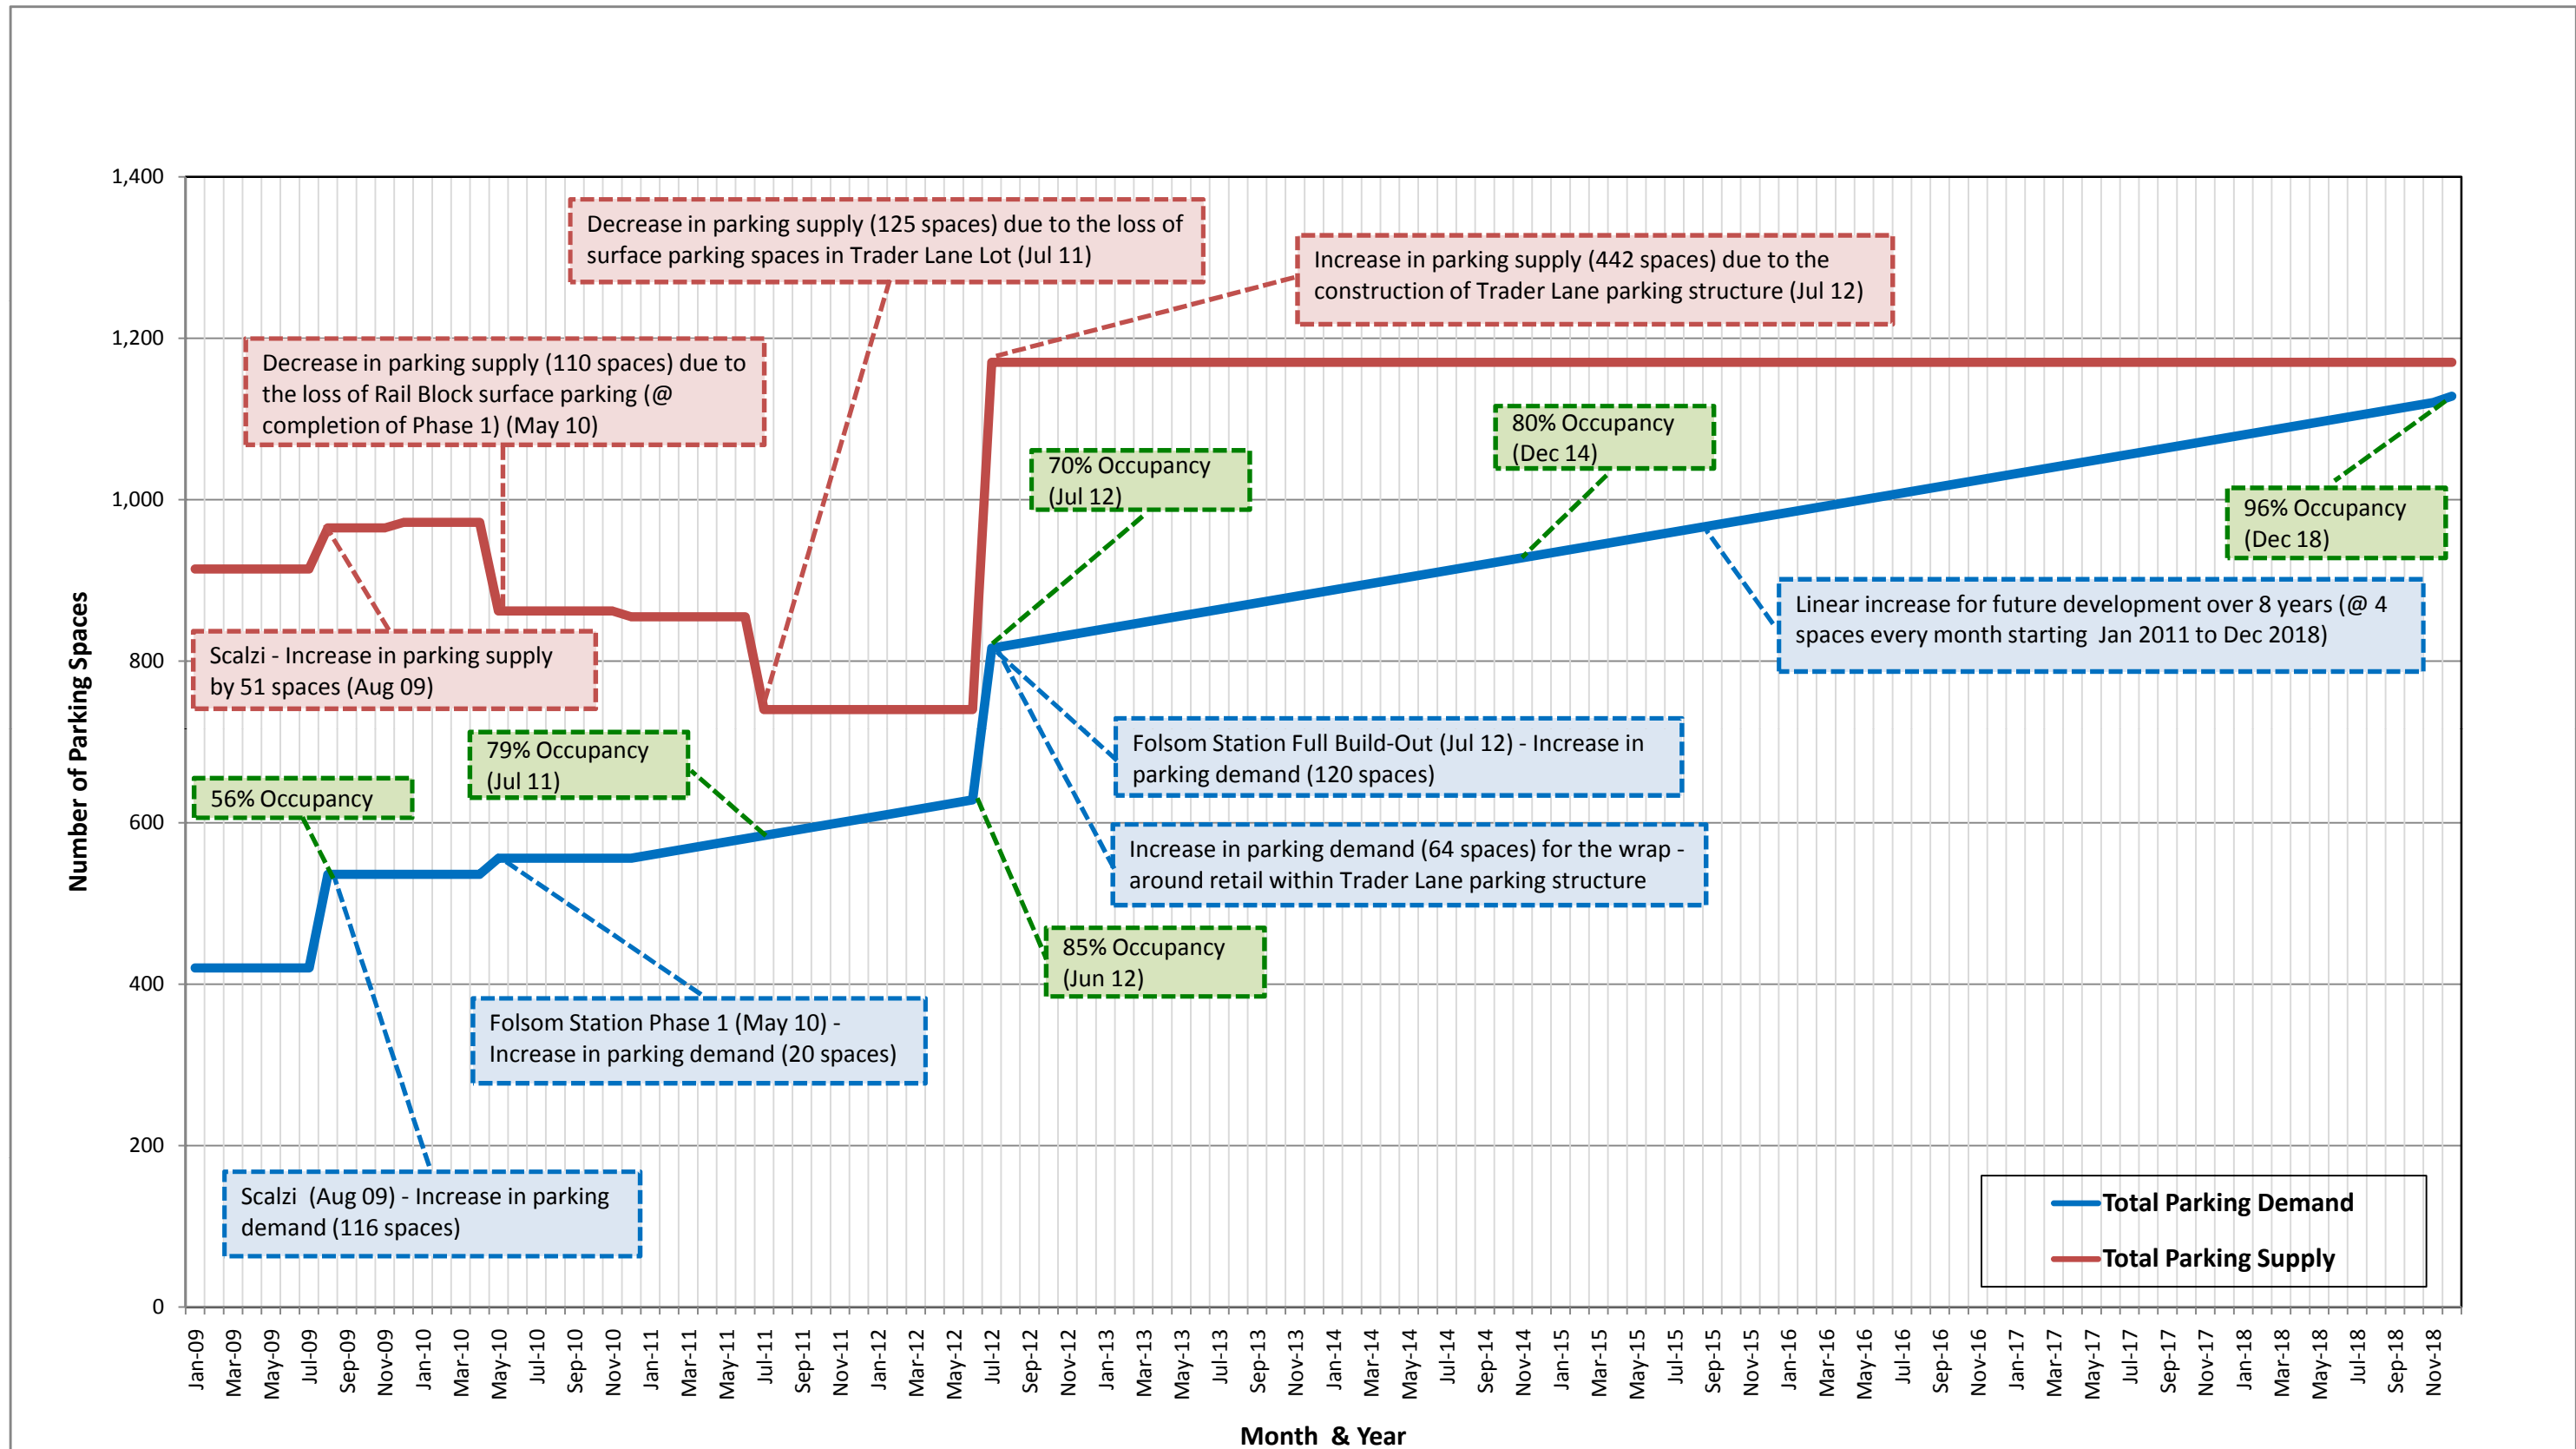 1,400
1,200
1,000
800
600
400
200
0
Number of Parking Spaces
Decrease in parking supply (125 spaces) due to the loss of
surface parking spaces in Trader Lane Lot (Jul 11)
Increase in parking supply (442 spaces) due to the
construction of Trader Lane parking structure (Jul 12)
Decrease in parking supply (110 spaces) due to
the loss of Rail Block surface parking (@
completion of Phase 1) (May 10)
80% Occupancy
(Dec 14)
70% Occupancy
(Jul 12)
96% Occupancy
(Dec 18)
Linear increase for future development over 8 years (@ 4
spaces every month starting  Jan 2011 to Dec 2018)
Scalzi - Increase in parking supply
by 51 spaces (Aug 09)
79% Occupancy
(Jul 11)
56% Occupancy
Folsom Station Full Build-Out (Jul 12) - Increase in
parking demand (120 spaces)
Increase in parking demand (64 spaces) for the wrap -
around retail within Trader Lane parking structure
85% Occupancy
(Jun 12)
Folsom Station Phase 1 (May 10) -
Increase in parking demand (20 spaces)
Scalzi  (Aug 09) - Increase in parking
demand (116 spaces)
Total Parking Demand
Total Parking Supply
Jan-09
Mar-09
May-09
Jul-09
Sep-09
Nov-09
Jan-10
Mar-10
May-10
Jul-10
Sep-10
Nov-10
Jan-11
Mar-11
May-11
Jul-11
Sep-11
Nov-11
Jan-12
Mar-12
May-12
Jul-12
Sep-12
Nov-12
Jan-13
Mar-13
May-13
Jul-13
Sep-13
Nov-13
Jan-14
Mar-14
May-14
Jul-14
Sep-14
Nov-14
Jan-15
Mar-15
May-15
Jul-15
Sep-15
Nov-15
Jan-16
Mar-16
May-16
Jul-16
Sep-16
Nov-16
Jan-17
Mar-17
May-17
Jul-17
Sep-17
Nov-17
Jan-18
Mar-18
May-18
Jul-18
Sep-18
Nov-18
Month  & Year